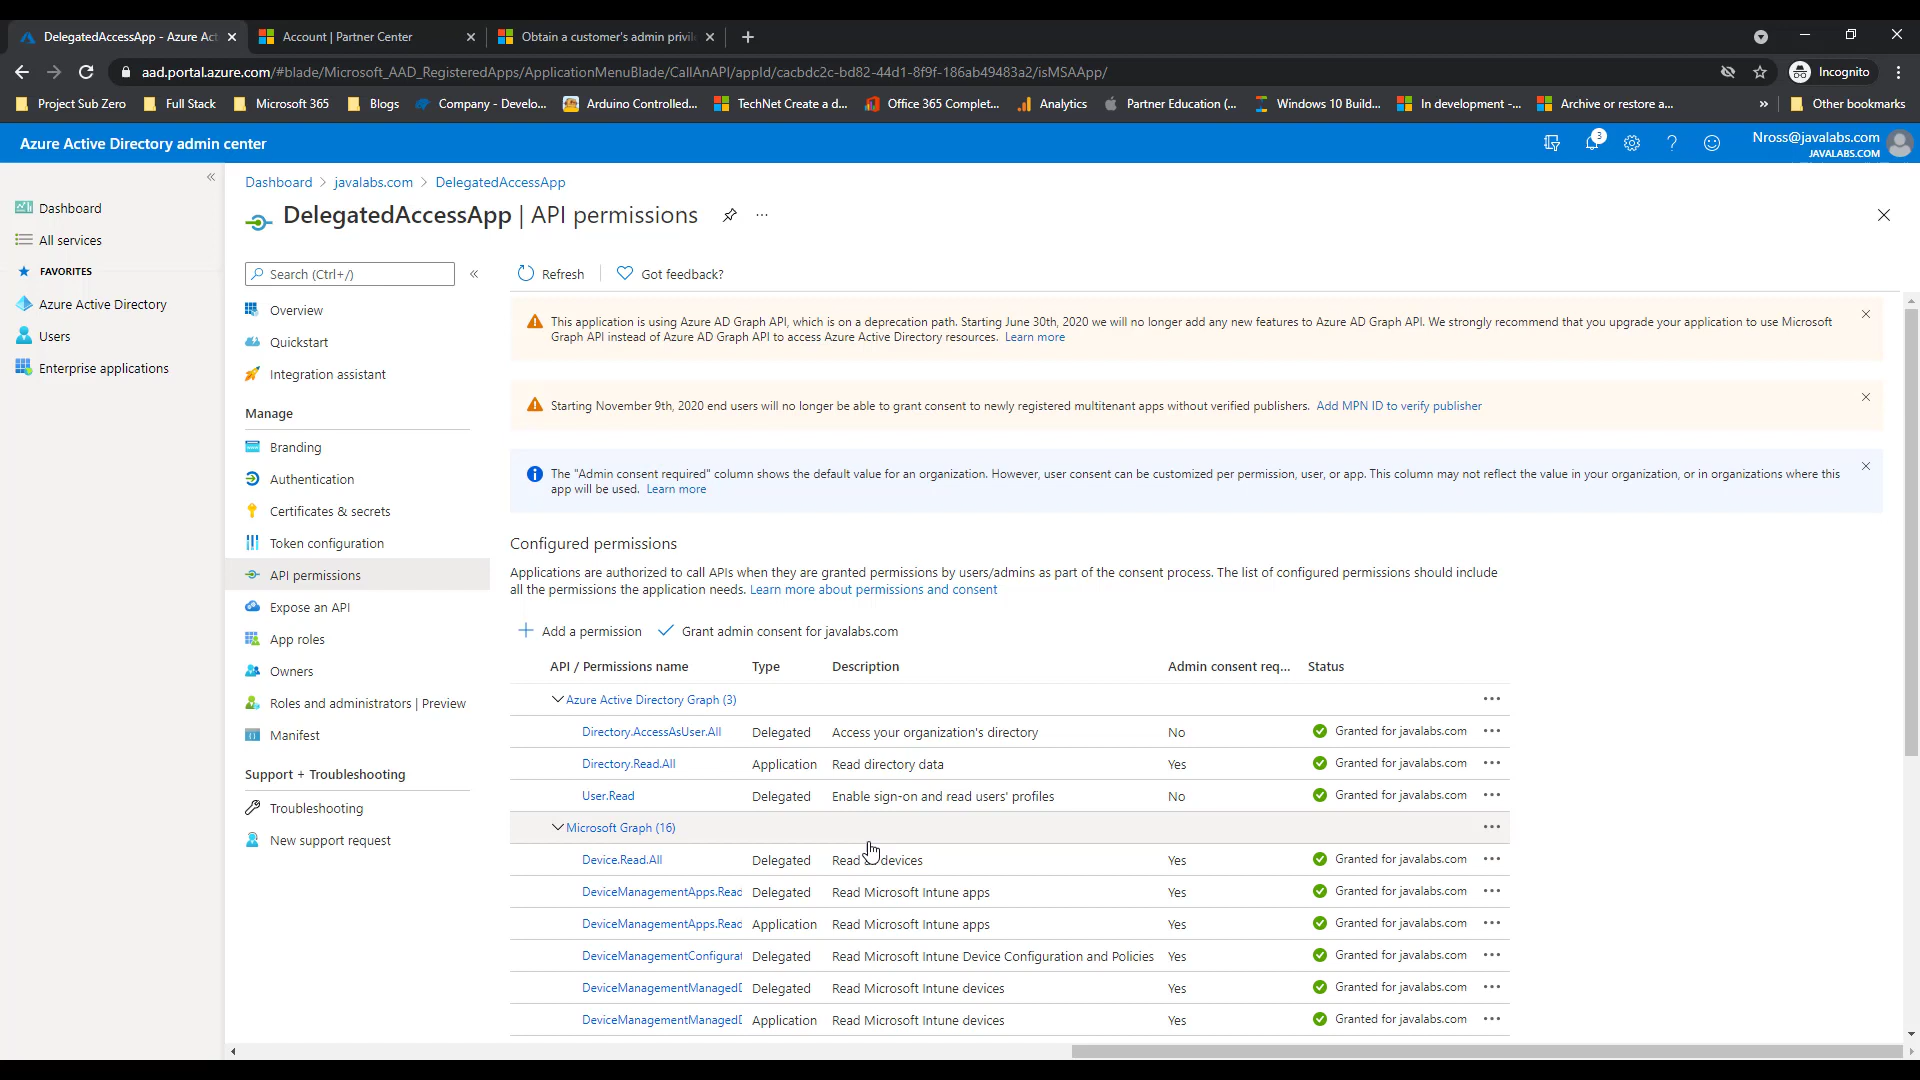 DelegatedAccessApp - Azure Act
Account | Partner Center
Obtain a customer's admin privile
aad.portal.azure.com/#blade/Microsoft_AAD_RegisteredApps/ApplicationMenuBlade/CallAnAPI/appId/cacbdc2c-bd82-44d1-8f9f-186ab49483a2/isMSAApp/
Incognito
Project Sub Zero
Full Stack
Microsoft 365
Blogs
Company - Develo...
Arduino Controlled...
TechNet Create a d...
Office 365 Complet...
Analytics
Partner Education (...
Windows 10 Build...
In development -...
Archive or restore a...
»
Other bookmarks
Azure Active Directory admin center
3
Nross@javalabs.com
JAVALABS.COM
Dashboard
All services
FAVORITES
Azure Active Directory
Users
Enterprise applications
Dashboard > javalabs.com > DelegatedAccessApp
DelegatedAccessApp | API permissions
Search (Ctrl+/)
Overview
Quickstart
Integration assistant
Manage
Branding
Authentication
Certificates & secrets
Token configuration
API permissions
Expose an API
App roles
Owners
Roles and administrators | Preview
Manifest
Support + Troubleshooting
Troubleshooting
New support request
Refresh
Got feedback?
This application is using Azure AD Graph API, which is on a deprecation path. Starting June 30th, 2020 we will no longer add any new features to Azure AD Graph API. We strongly recommend that you upgrade your application to use Microsoft
Graph API instead of Azure AD Graph API to access Azure Active Directory resources. Learn more
Starting November 9th, 2020 end users will no longer be able to grant consent to newly registered multitenant apps without verified publishers. Add MPN ID to verify publisher
The "Admin consent required" column shows the default value for an organization. However, user consent can be customized per permission, user, or app. This column may not reflect the value in your organization, or in organizations where this
app will be used. Learn more
Configured permissions
Applications are authorized to call APIs when they are granted permissions by users/admins as part of the consent process. The list of configured permissions should include
all the permissions the application needs. Learn more about permissions and consent
Add a permission
Grant admin consent for javalabs.com
API / Permissions name Type Description Admin consent req... Status
Azure Active Directory Graph (3)
Directory.AccessAsUser.All Delegated Access your organization's directory No Granted for javalabs.com
Directory.Read.All Application Read directory data Yes Granted for javalabs.com
User.Read Delegated Enable sign-on and read users' profiles No Granted for javalabs.com
Microsoft Graph (16)
Device.Read.All Delegated Read devices Yes Granted for javalabs.com
DeviceManagementApps.Read Delegated Read Microsoft Intune apps Yes Granted for javalabs.com
DeviceManagementApps.Read Application Read Microsoft Intune apps Yes Granted for javalabs.com
DeviceManagementConfigurat Delegated Read Microsoft Intune Device Configuration and Policies Yes Granted for javalabs.com
DeviceManagementManagedD Delegated Read Microsoft Intune devices Yes Granted for javalabs.com
DeviceManagementManagedD Application Read Microsoft Intune devices Yes Granted for javalabs.com